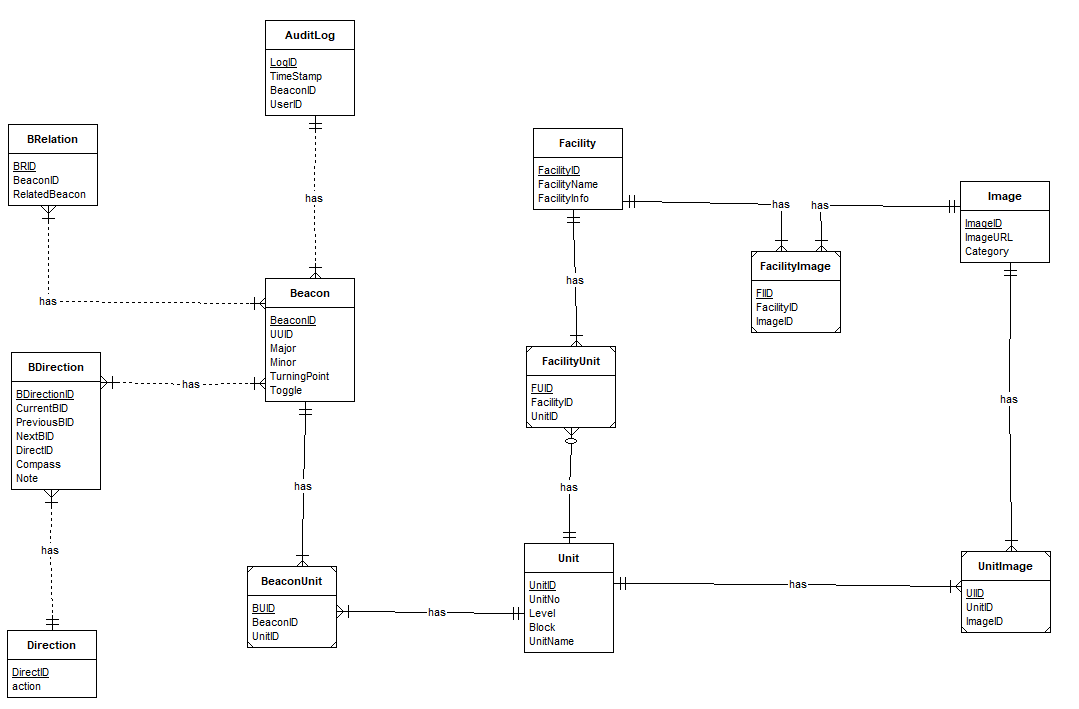 AuditLog
LogID
TimeStamp
BeaconID
UserID
BRelation
BRID
BeaconID
RelatedBeacon
Facility
FacilityID
FacilityName
FacilityInfo
Image
ImageID
ImageURL
Category
has
has
has
FacilityImage
FIID
FacilityID
ImageID
has
has
Beacon
BeaconID
UUID
Major
Minor
TurningPoint
Toggle
FacilityUnit
FUID
FacilityID
UnitID
BDirection
BDirectionID
CurrentBID
PreviousBID
NextBID
DirectID
Compass
Note
has
has
has
has
has
BeaconUnit
BUID
BeaconID
UnitID
has
Unit
UnitID
UnitNo
Level
Block
UnitName
has
UnitImage
UIID
UnitID
ImageID
Direction
DirectID
action